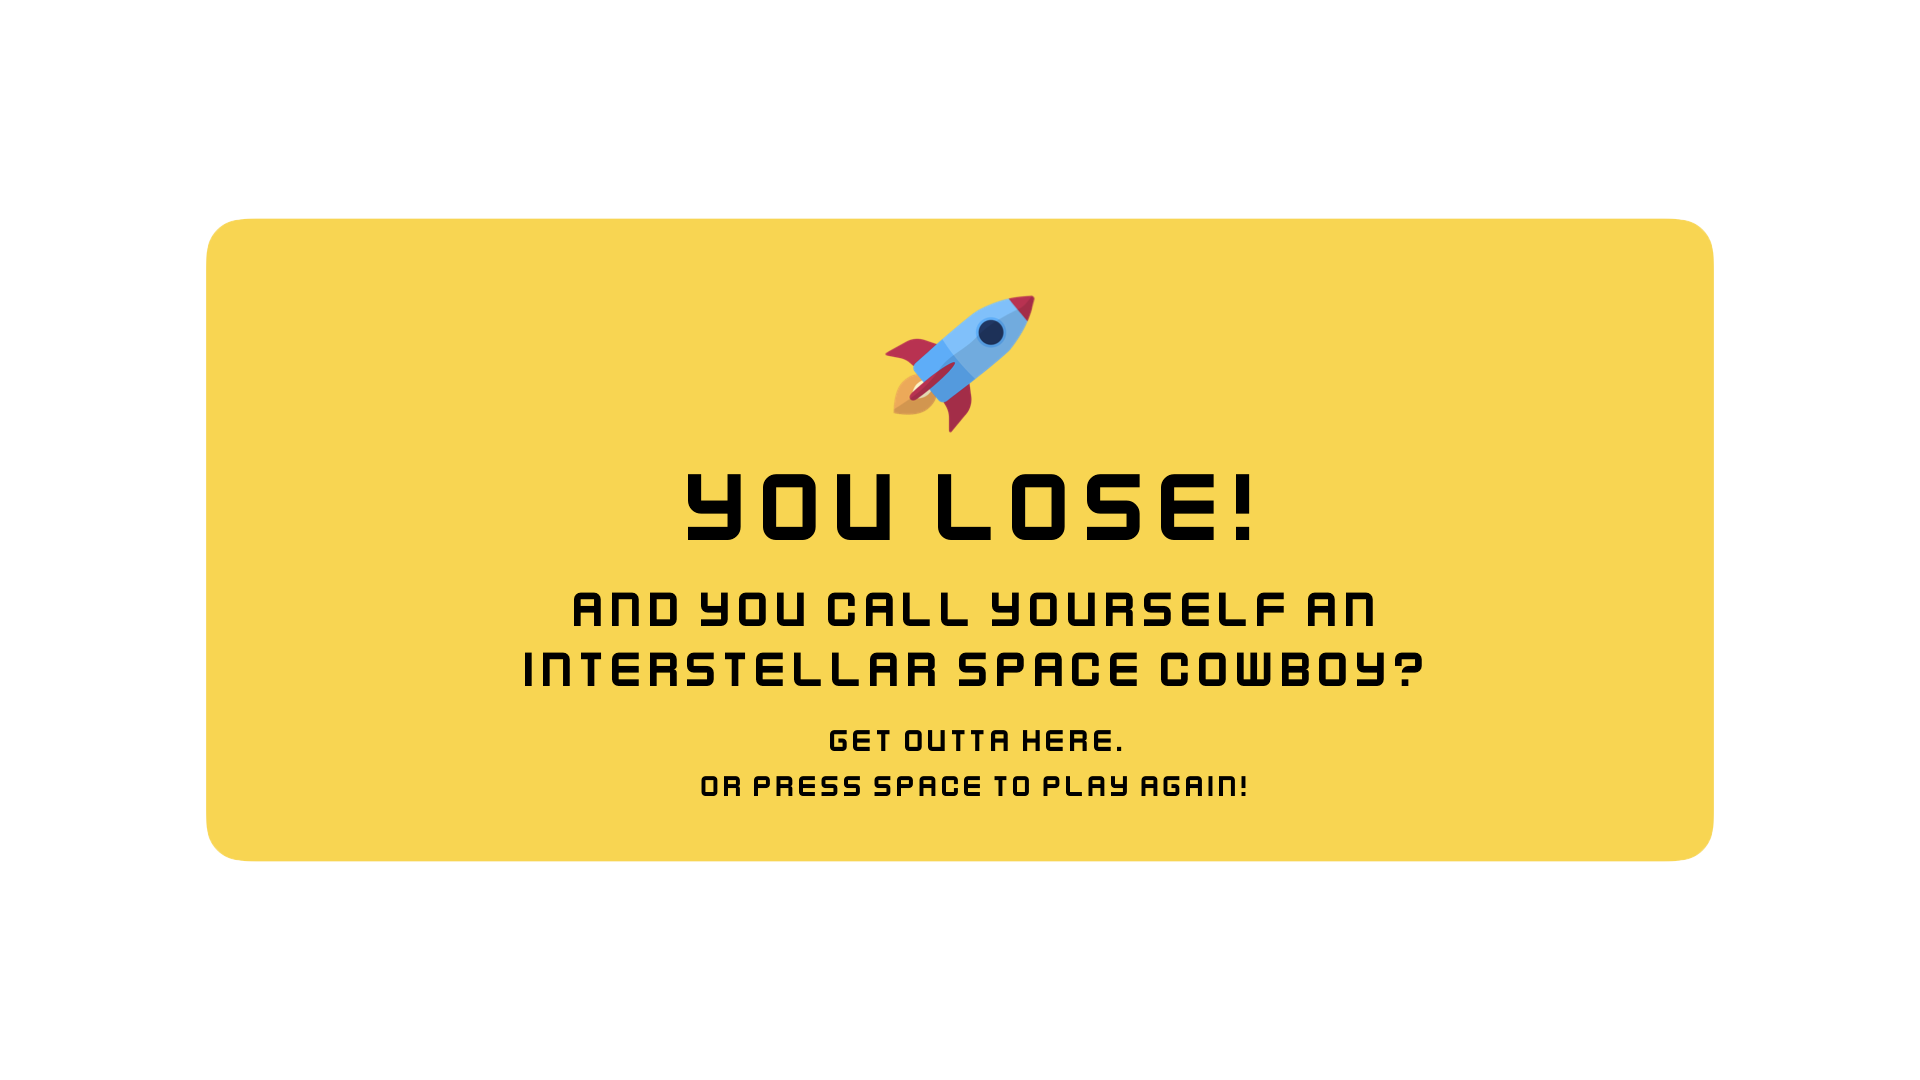 YOU LOSE!
AND YOU CALL YOURSELF AN
INTERSTELLAR SPACE COWBOY?
GET OUTTA HERE.
OR PRESS SPACE TO PLAY AGAIN!